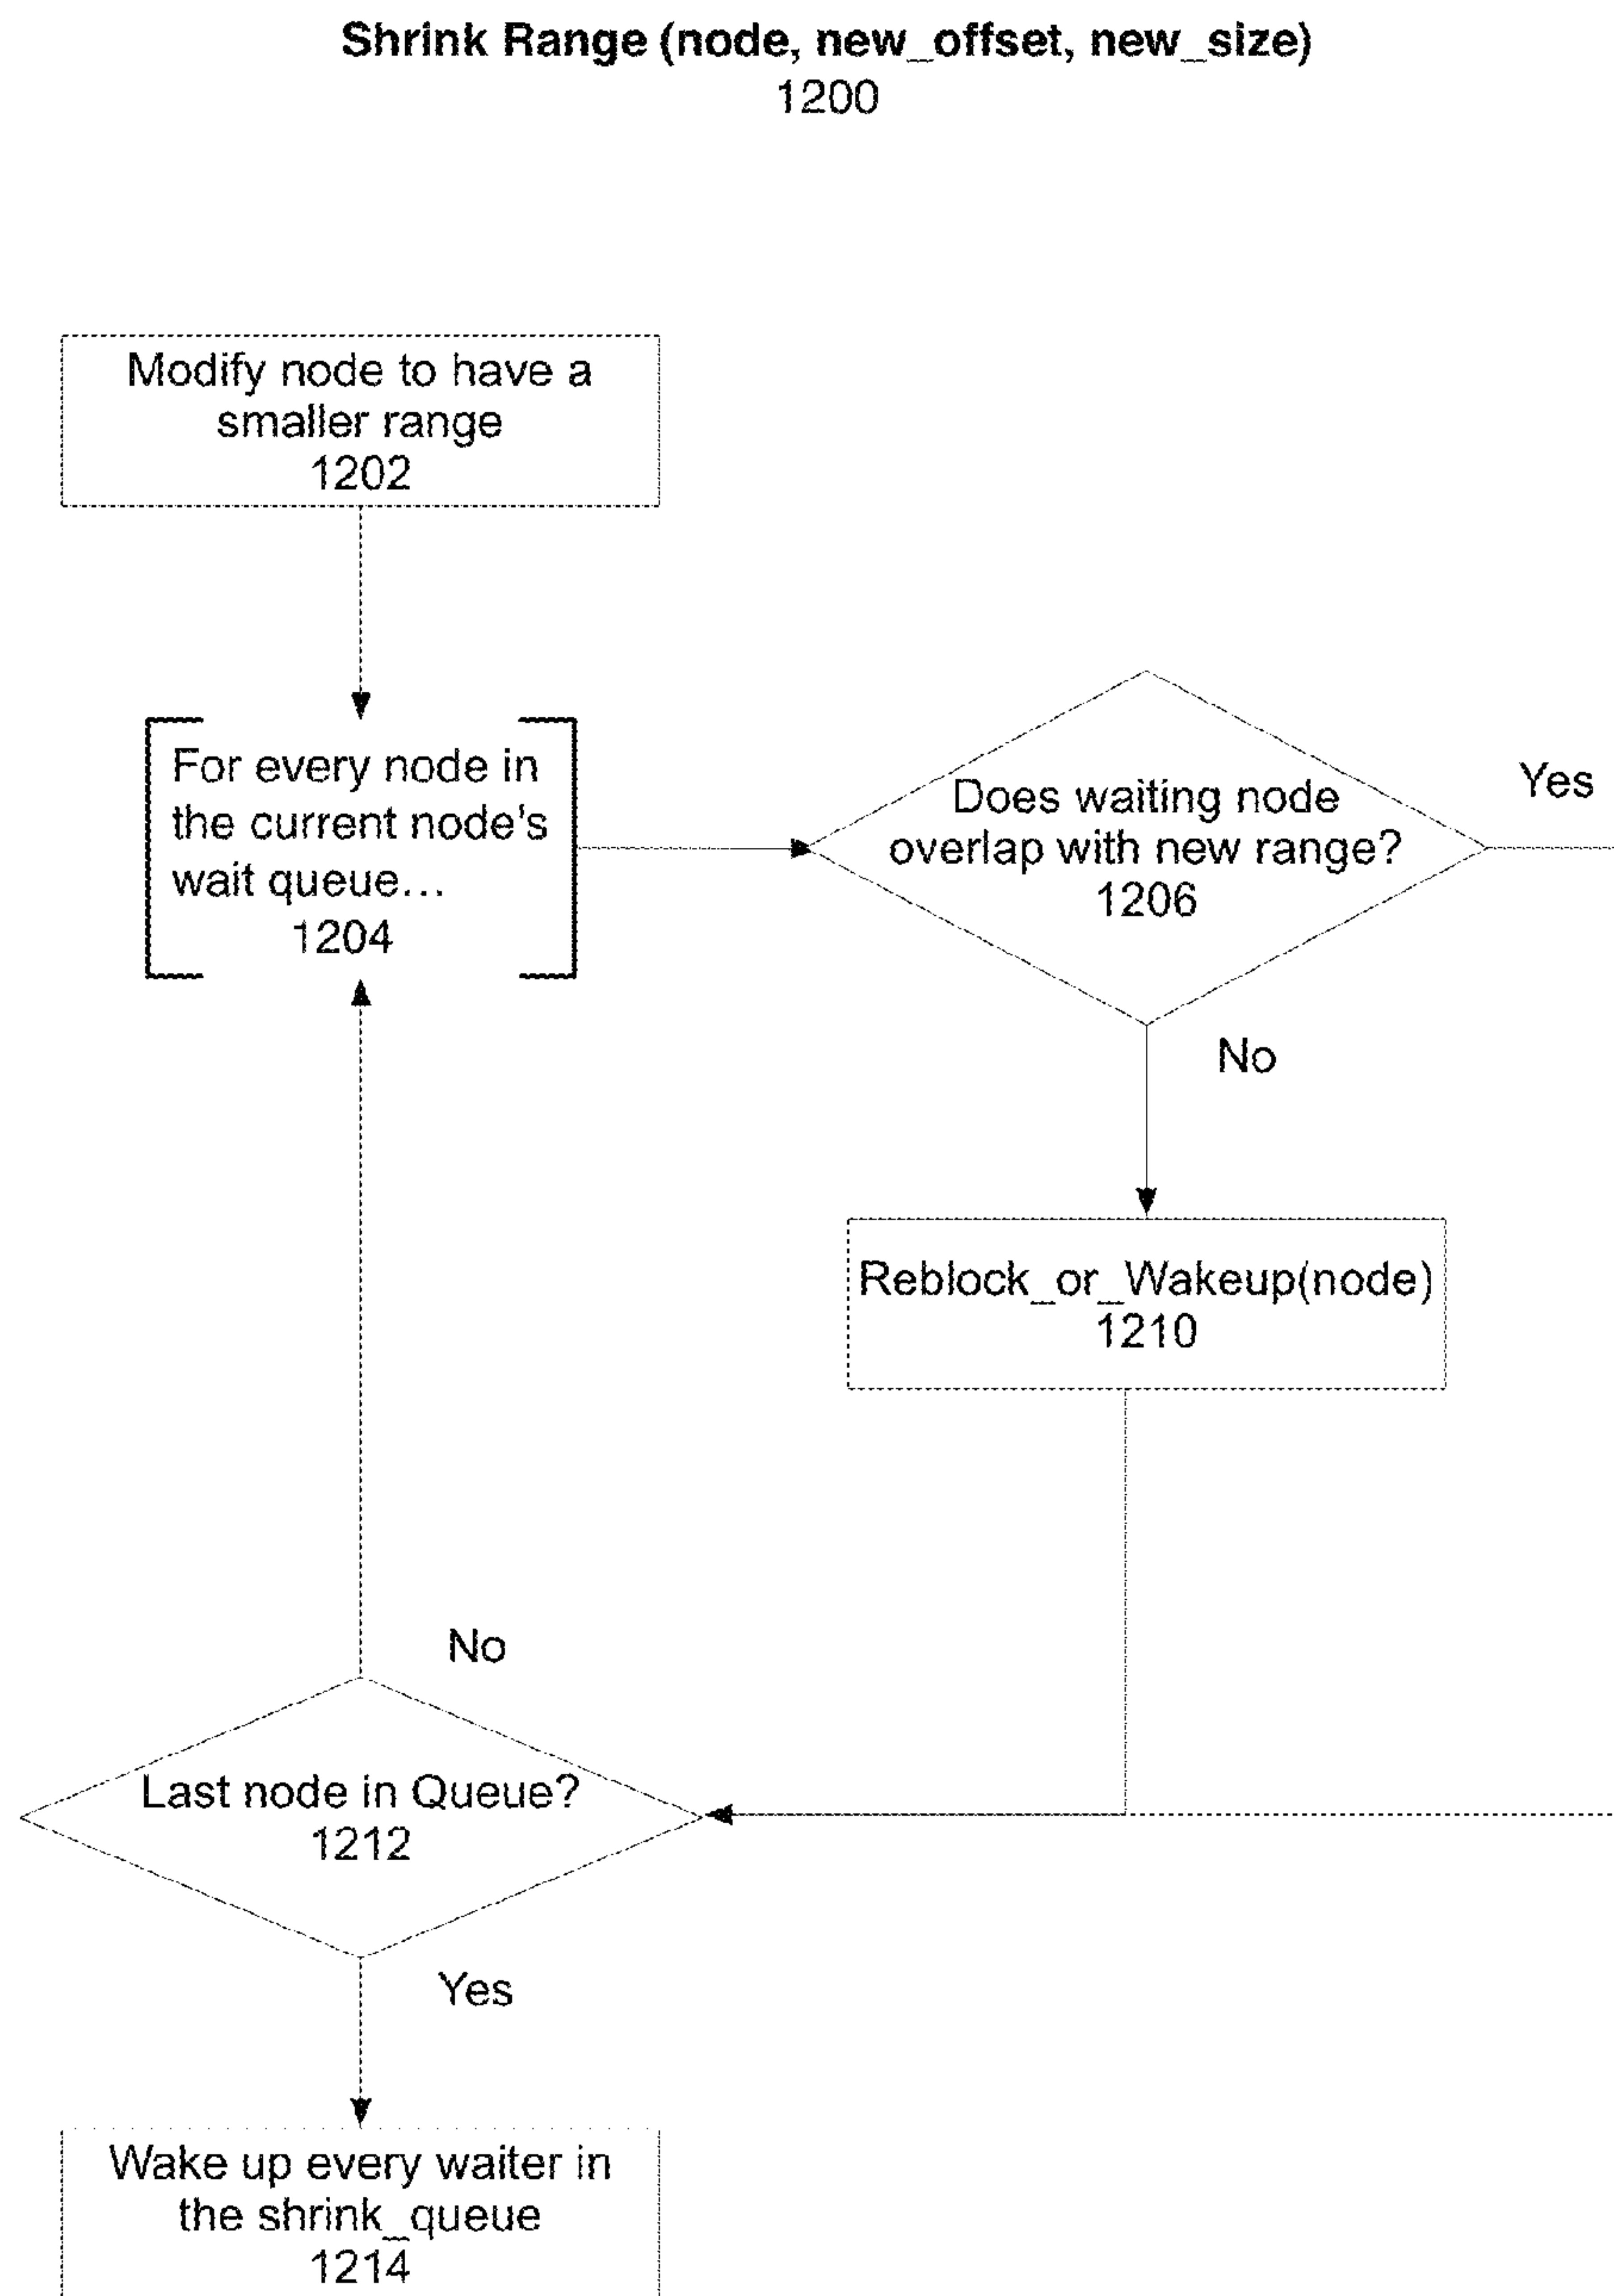 Shrink Range (node, new_offset, new_size)
1200
Modify node to have a
smaller range
1202
For every node in
the current node's
wait queue...
1204
Does waiting node
overlap with new range?
1206
Yes
No
Reblock_or_Wakeup(node)
1210
No
Last node in Queue?
1212
Yes
Wake up every waiter in
the shrink_queue
1214